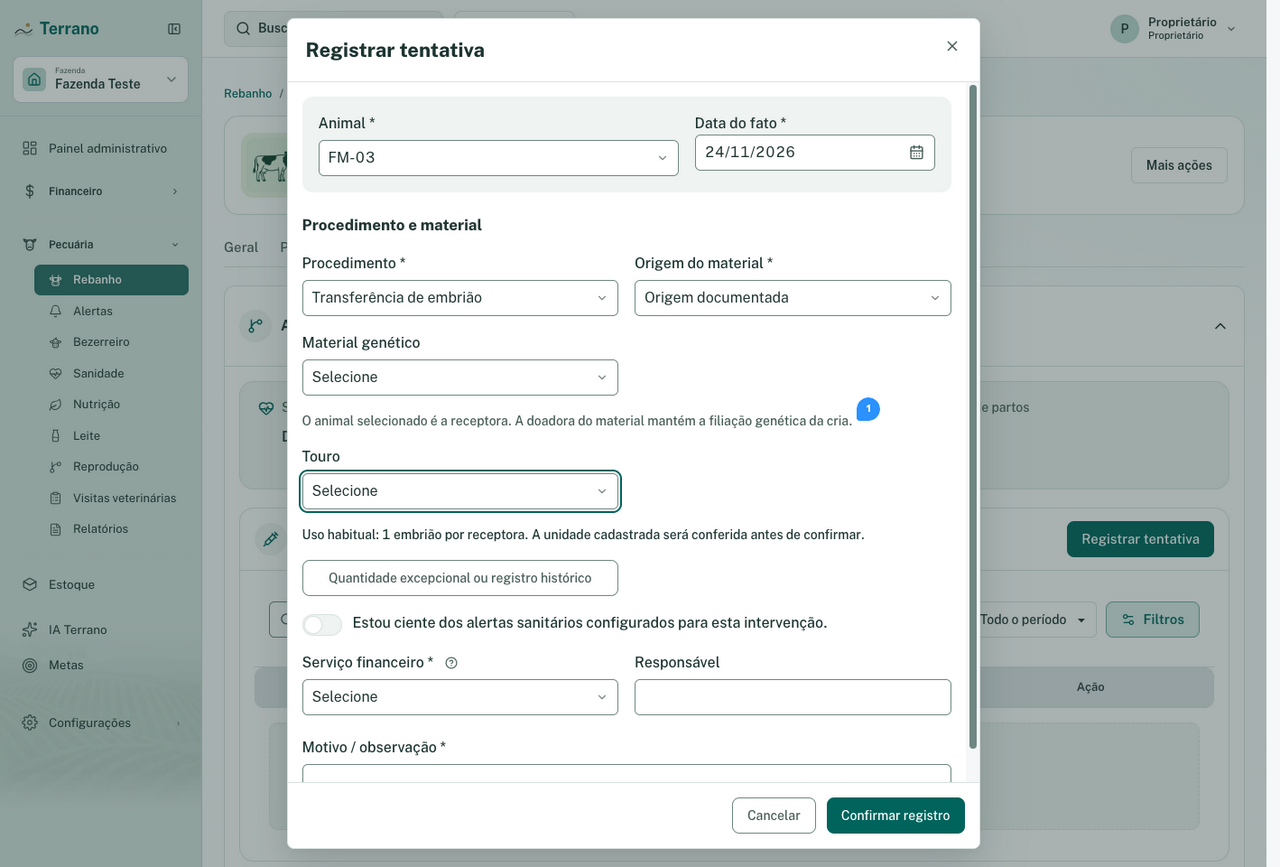 Terrano
Fazenda
Fazenda Teste
Painel administrativo
Financeiro
Pecuária
Rebanho
Alertas
Bezerreiro
Sanidade
Nutrição
Leite
Reprodução
Visitas veterinárias
Relatórios
Estoque
IA Terrano
Metas
Configurações
Busc
P
Proprietário
Proprietário
Rebanho /
Mais ações
Geral
Registrar tentativa
Animal *
Data do fato *
FM-03
24/11/2026
Procedimento e material
Procedimento *
Origem do material *
Transferência de embrião
Origem documentada
Material genético
Selecione
O animal selecionado é a receptora. A doadora do material mantém a filiação genética da cria.
1
Touro
Selecione
Uso habitual: 1 embrião por receptora. A unidade cadastrada será conferida antes de confirmar.
Quantidade excepcional ou registro histórico
Estou ciente dos alertas sanitários configurados para esta intervenção.
Serviço financeiro *
Responsável
Selecione
Motivo / observação *
Cancelar
Confirmar registro
e partos
Registrar tentativa
Todo o período
Filtros
Ação